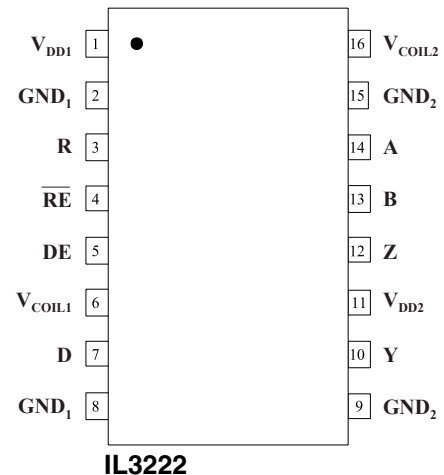 V_DD1 1 16 V_COIL2
GND_1 2 15 GND_2
R 3 14 A
R̅E̅ 4 13 B
DE 5 12 Z
V_COIL1 6 11 V_DD2
D 7 10 Y
GND_1 8 9 GND_2
IL3222